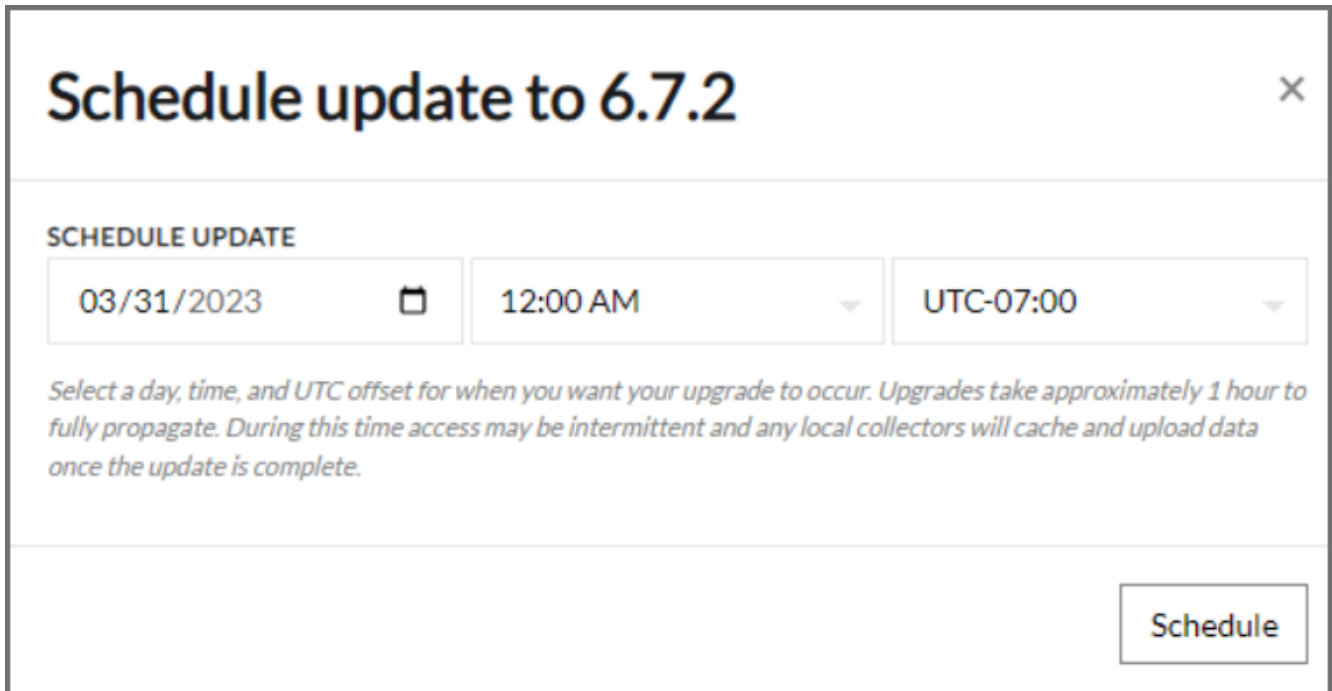 Schedule update to 6.7.2
SCHEDULE UPDATE
03/31/2023 12:00 AM UTC-07:00
Select a day, time, and UTC offset for when you want your upgrade to occur. Upgrades take approximately 1 hour to
fully propagate. During this time access may be intermittent and any local collectors will cache and upload data
once the update is complete.
Schedule